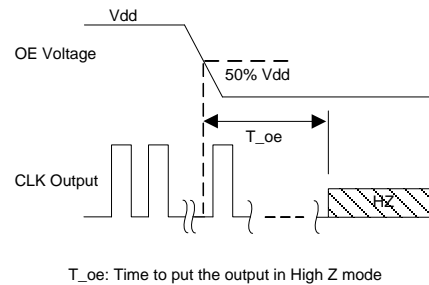 Vdd
OE Voltage
50% Vdd
T_oe
CLK Output
HZ
T_oe: Time to put the output in High Z mode